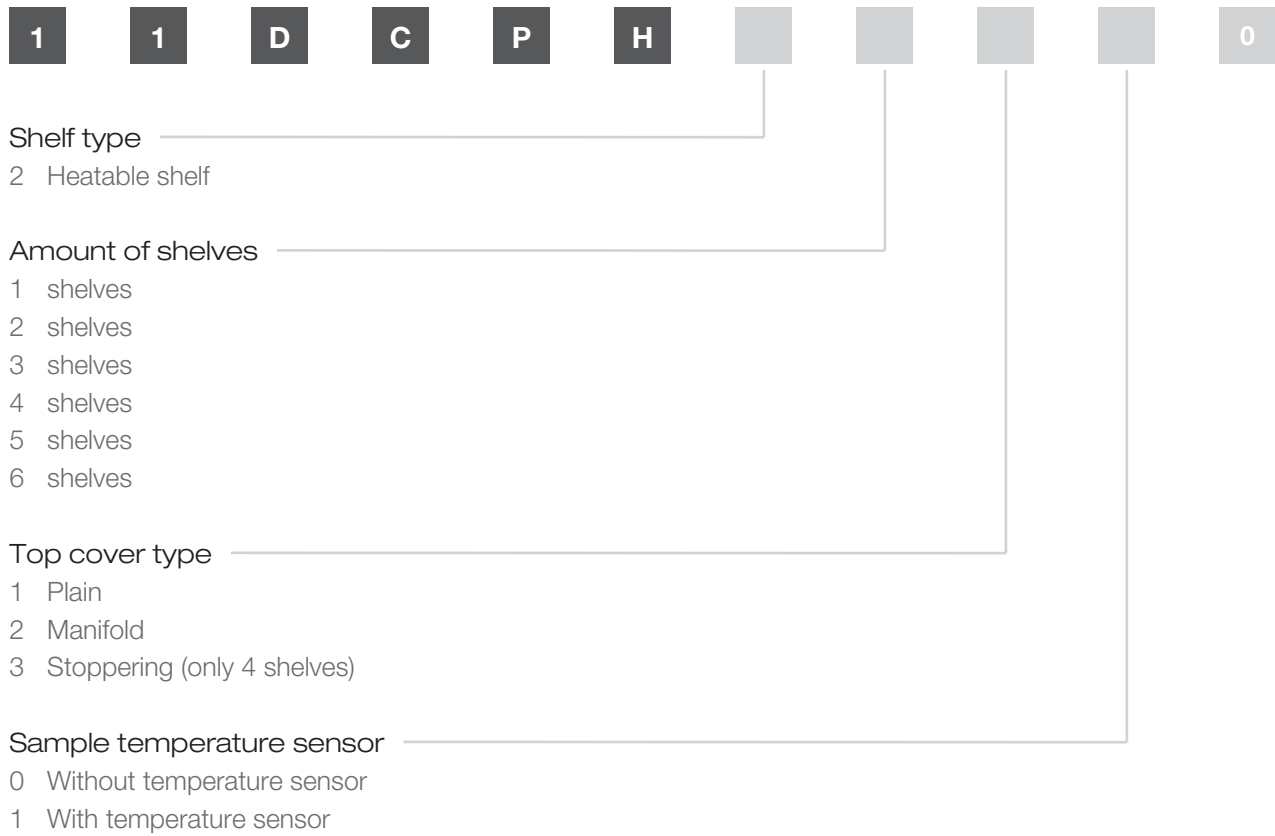 1 1 D C P H 0
Shelf type
2 Heatable shelf
Amount of shelves
1 shelves
2 shelves
3 shelves
4 shelves
5 shelves
6 shelves
Top cover type
1 Plain
2 Manifold
3 Stoppering (only 4 shelves)
Sample temperature sensor
0 Without temperature sensor
1 With temperature sensor